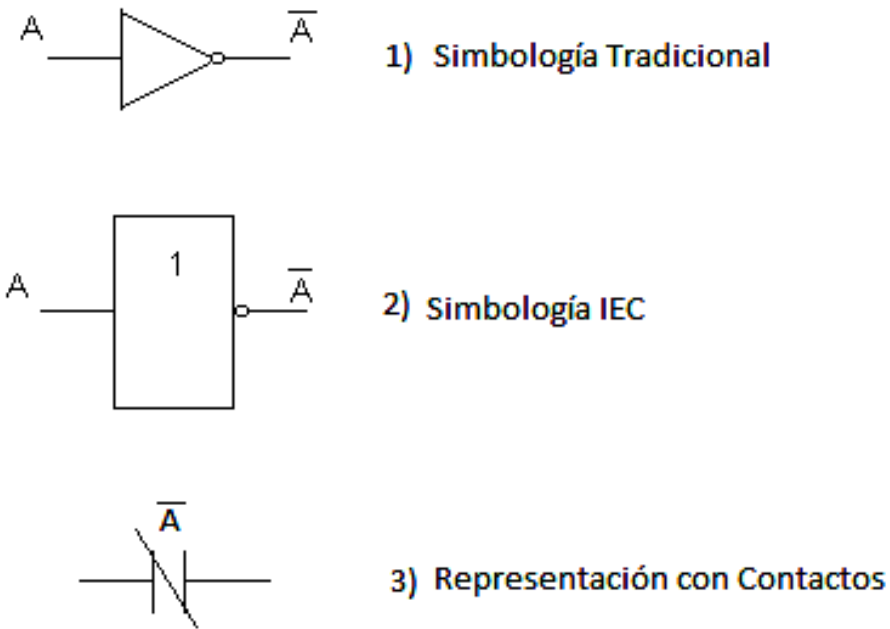 A A̅ 1) Simbología Tradicional
1
A A̅ 2) Simbología IEC
A̅
3) Representación con Contactos